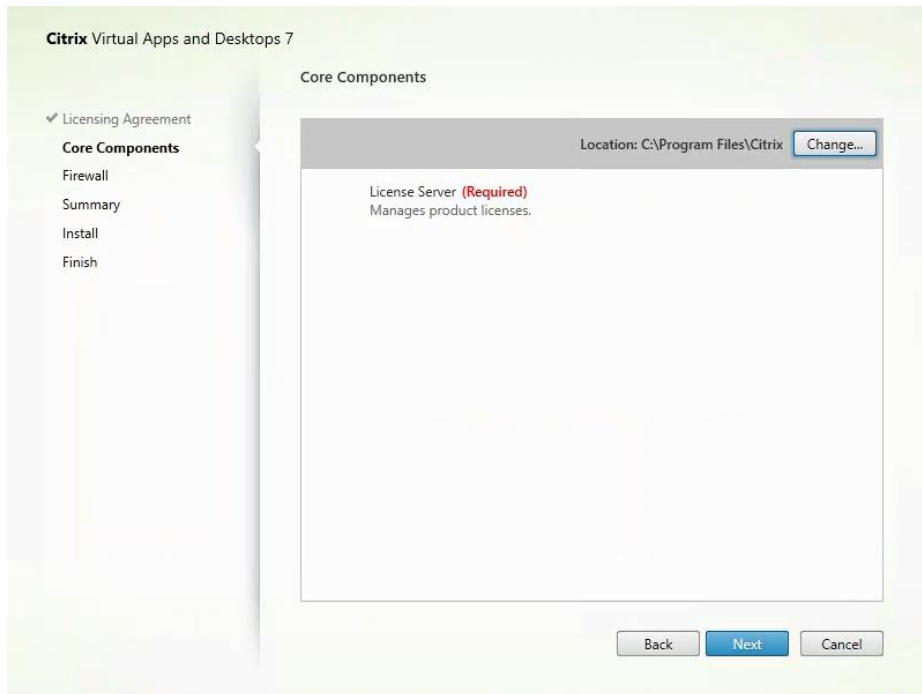 Citrix Virtual Apps and Desktops 7
Core Components
✓ Licensing Agreement
Core Components
Firewall
Summary
Install
Finish
Location: C:\Program Files\Citrix
Change...
License Server (Required)
Manages product licenses.
Back
Next
Cancel